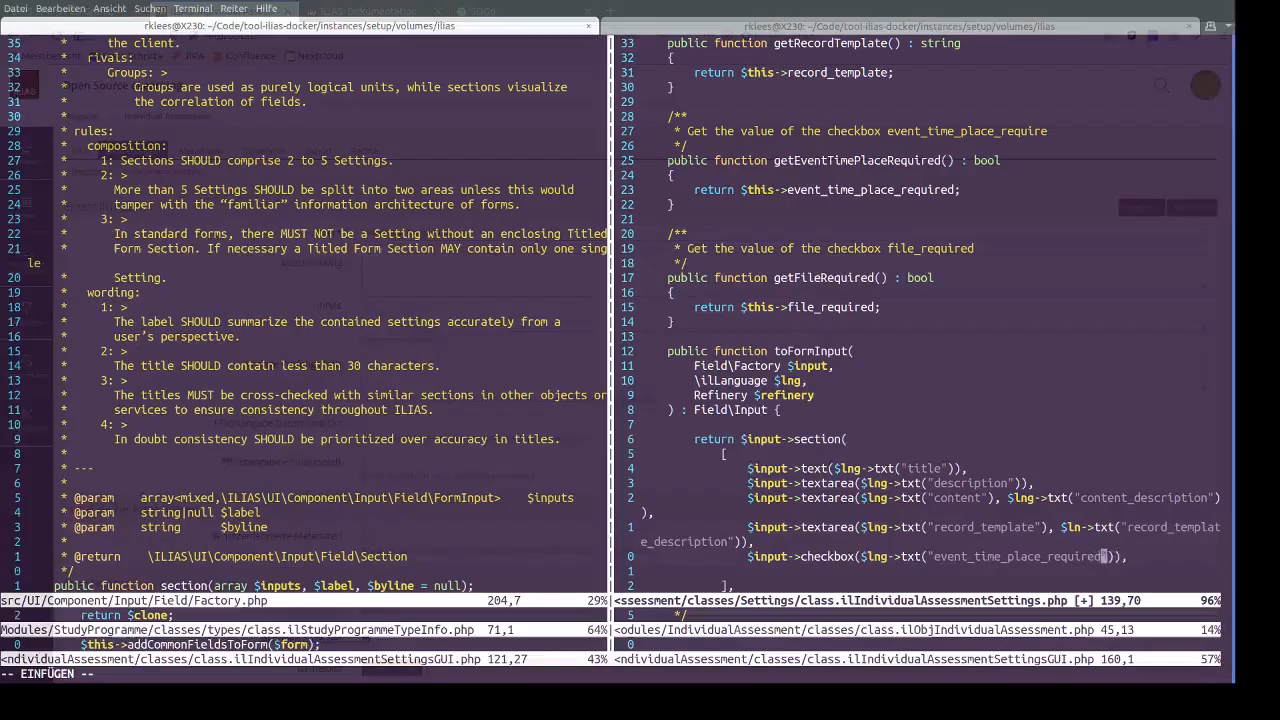 Datei Bearbeiten Ansicht Suchen Terminal Reiter Hilfe
rklees@X230: ~/Code/tool-ilias-docker/instances/setup/volumes/ilias ×
rklees@X230: ~/Code/tool-ilias-docker/instances/setup/volumes/ilias ×
35 * the client.
34 * rivals:
33 * Groups: >
32 * Groups are used as purely logical units, while sections visualize
31 * the correlation of fields.
30 *
29 * rules:
28 * composition:
27 * 1: Sections SHOULD comprise 2 to 5 Settings.
26 * 2: >
25 * More than 5 Settings SHOULD be split into two areas unless this would
24 * tamper with the “familiar” information architecture of forms.
23 * 3: >
22 * In standard forms, there MUST NOT be a Setting without an enclosing Titled
21 * Form Section. If necessary a Titled Form Section MAY contain only one sing
le
20 * Setting.
19 * wording:
18 * 1: >
17 * The label SHOULD summarize the contained settings accurately from a
16 * user’s perspective.
15 * 2: >
14 * The title SHOULD contain less than 30 characters.
13 * 3: >
12 * The titles MUST be cross-checked with similar sections in other objects or
11 * services to ensure consistency throughout ILIAS.
10 * 4: >
9 * In doubt consistency SHOULD be prioritized over accuracy in titles.
8 *
7 * ---
6 *
5 * @param array<mixed,\ILIAS\UI\Component\Input\Field\FormInput> $inputs
4 * @param string|null $label
3 * @param string $byline
2 *
1 * @return \ILIAS\UI\Component\Input\Field\Section
0 */
1 public function section(array $inputs, $label, $byline = null);
src/UI/Component/Input/Field/Factory.php 204,7 29%
2 return $clone;
Modules/StudyProgramme/classes/types/class.ilStudyProgrammeTypeInfo.php 71,1 64%
0 $this->addCommonFieldsToForm($form);
<ndividualAssessment/classes/class.ilIndividualAssessmentSettingsGUI.php 121,27 43%
-- EINFÜGEN --
33 public function getRecordTemplate() : string
32 {
31 return $this->record_template;
30 }
29
28 /**
27 * Get the value of the checkbox event_time_place_require
26 */
25 public function getEventTimePlaceRequired() : bool
24 {
23 return $this->event_time_place_required;
22 }
21
20 /**
19 * Get the value of the checkbox file_required
18 */
17 public function getFileRequired() : bool
16 {
15 return $this->file_required;
14 }
13
12 public function toFormInput(
11 Field\Factory $input,
10 \ilLanguage $lng,
9 Refinery $refinery
8 ) : Field\Input {
7
6 return $input->section(
5 [
4 $input->text($lng->txt("title")),
3 $input->textarea($lng->txt("description")),
2 $input->textarea($lng->txt("content"), $lng->txt("content_description")
),
1 $input->textarea($lng->txt("record_template"), $ln->txt("record_templat
e_description")),
0 $input->checkbox($lng->txt("event_time_place_required")),
1
2 ],
<ssessment/classes/Settings/class.ilIndividualAssessmentSettings.php [+] 139,70 96%
5 */
<odules/IndividualAssessment/classes/class.ilObjIndividualAssessment.php 45,13 14%
0
<ndividualAssessment/classes/class.ilIndividualAssessmentSettingsGUI.php 160,1 57%